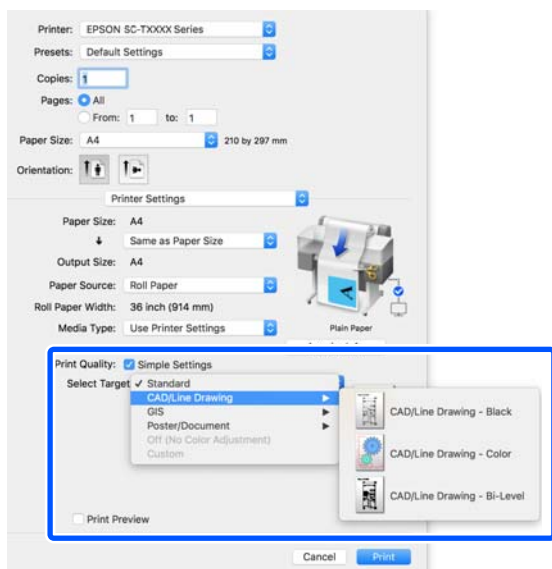 Printer: EPSON SC-TXXXX Series
Presets: Default Settings
Copies: 1
Pages: All
From: 1 to: 1
Paper Size: A4 210 by 297 mm
Orientation:
Printer Settings
Paper Size: A4
Same as Paper Size
Output Size: A4
Paper Source: Roll Paper
Roll Paper Width: 36 inch (914 mm)
Media Type: Use Printer Settings
Plain Paper
Print Quality: Simple Settings
Select Target ✓ Standard
CAD/Line Drawing
GIS
Poster/Document
Off (No Color Adjustment)
Custom
CAD/Line Drawing - Black
CAD/Line Drawing - Color
CAD/Line Drawing - Bi-Level
Print Preview
Cancel Print